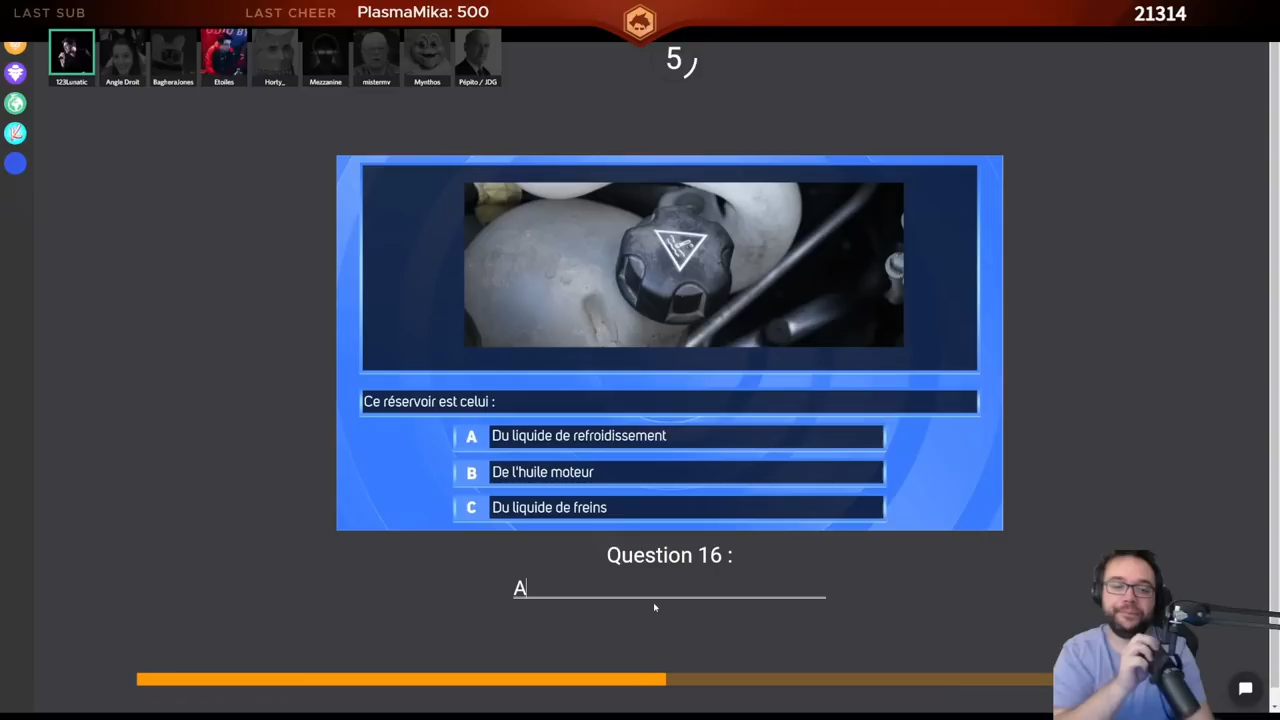 LAST SUB
LAST CHEER
PlasmaMika: 500
21314
123Lunatic
Angle Droit
BagheraJones
Etoiles
Horty_
Mezzanine
mistermv
Mynthos
Pépito / JDG
5
Ce réservoir est celui :
A Du liquide de refroidissement
B De l'huile moteur
C Du liquide de freins
Question 16 :
A